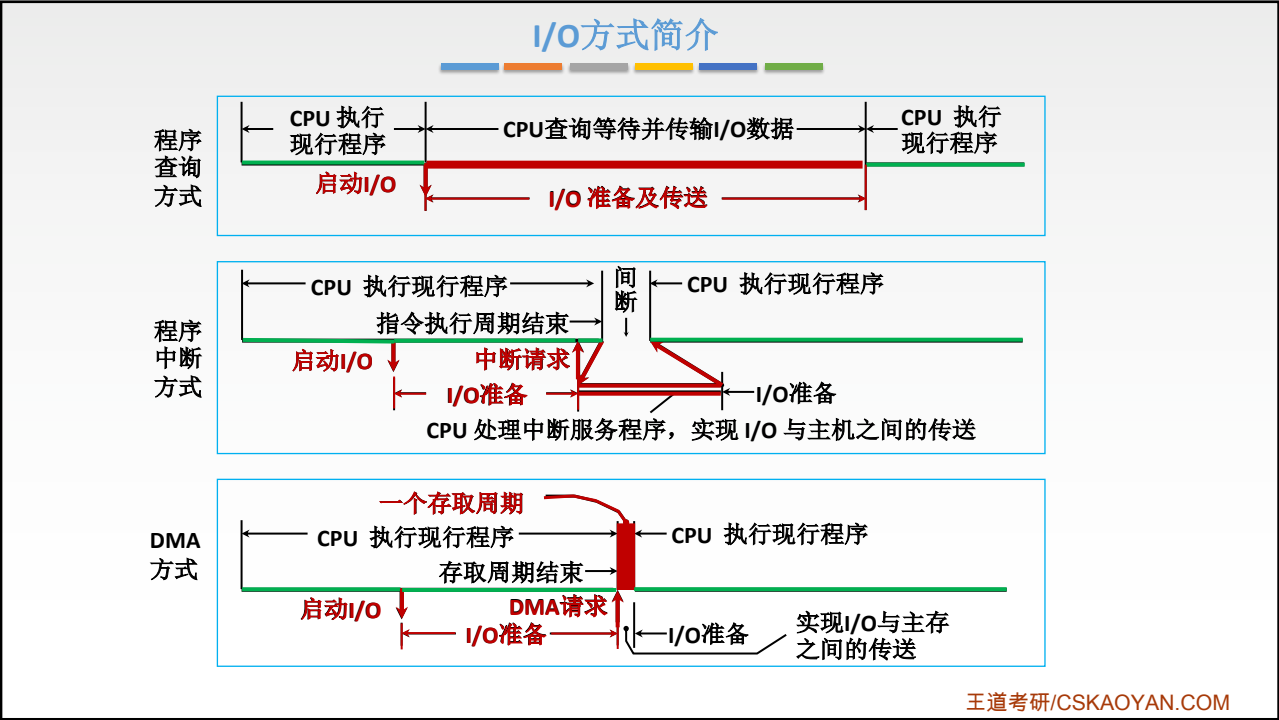 I/O方式简介
程序
查询
方式
CPU 执行
现行程序
CPU查询等待并传输I/O数据
CPU 执行
现行程序
启动I/O
I/O 准备及传送
程序
中断
方式
CPU 执行现行程序
间
断
CPU 执行现行程序
指令执行周期结束
启动I/O
中断请求
I/O准备
I/O准备
CPU 处理中断服务程序，实现 I/O 与主机之间的传送
DMA
方式
一个存取周期
CPU 执行现行程序
CPU 执行现行程序
存取周期结束
启动I/O
DMA请求
I/O准备
I/O准备
实现I/O与主存
之间的传送
王道考研/CSKAOYAN.COM